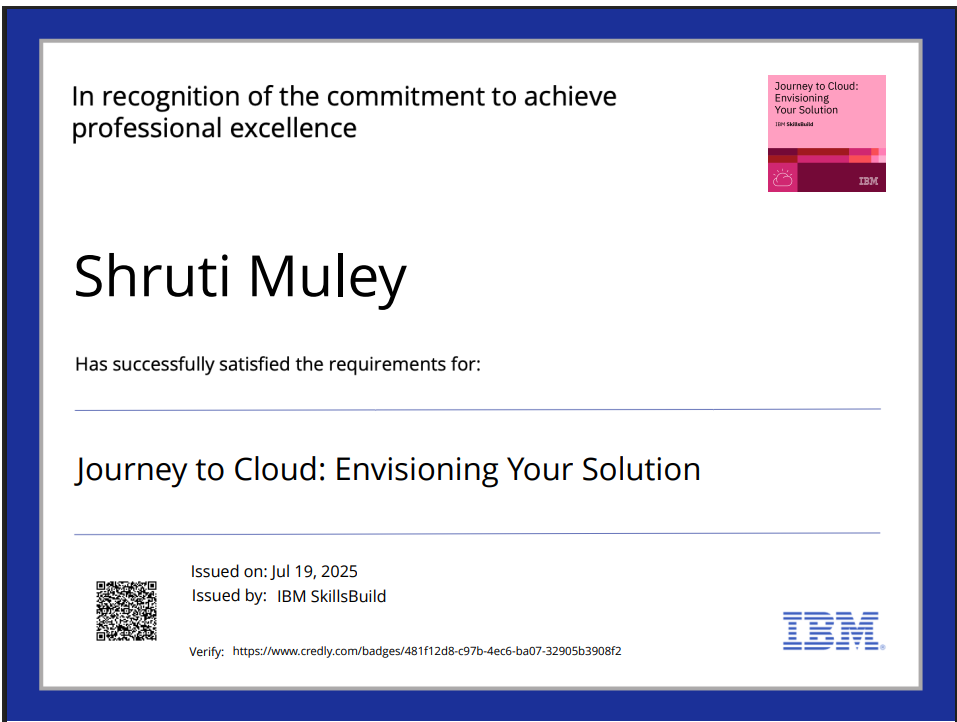 In recognition of the commitment to achieve
professional excellence
Journey to Cloud:
Envisioning
Your Solution
IBM SkillsBuild
IBM
Shruti Muley
Has successfully satisfied the requirements for:
Journey to Cloud: Envisioning Your Solution
Issued on: Jul 19, 2025
Issued by: IBM SkillsBuild
Verify: https://www.credly.com/badges/481f12d8-c97b-4ec6-ba07-32905b3908f2
IBM®